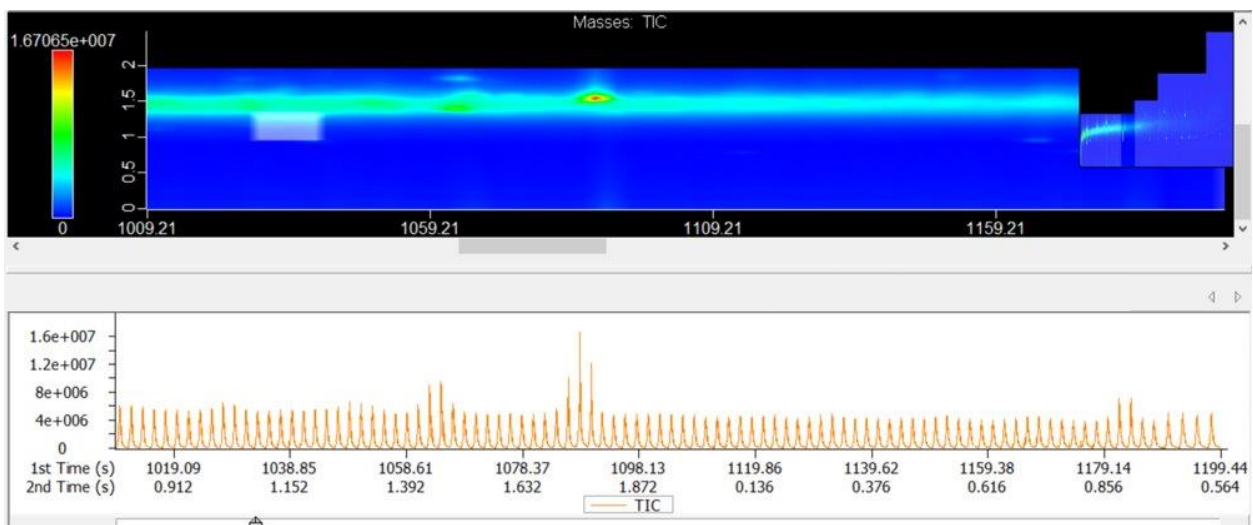 Masses: TIC
1.67065e+007
0
2
1.5
1
0.5
0
1009.21 1059.21 1109.21 1159.21
1.6e+007
1.2e+007
8e+006
4e+006
0
1st Time (s) 1019.09 1038.85 1058.61 1078.37 1098.13 1119.86 1139.62 1159.38 1179.14 1199.44
2nd Time (s) 0.912 1.152 1.392 1.632 1.872 0.136 0.376 0.616 0.856 0.564
TIC